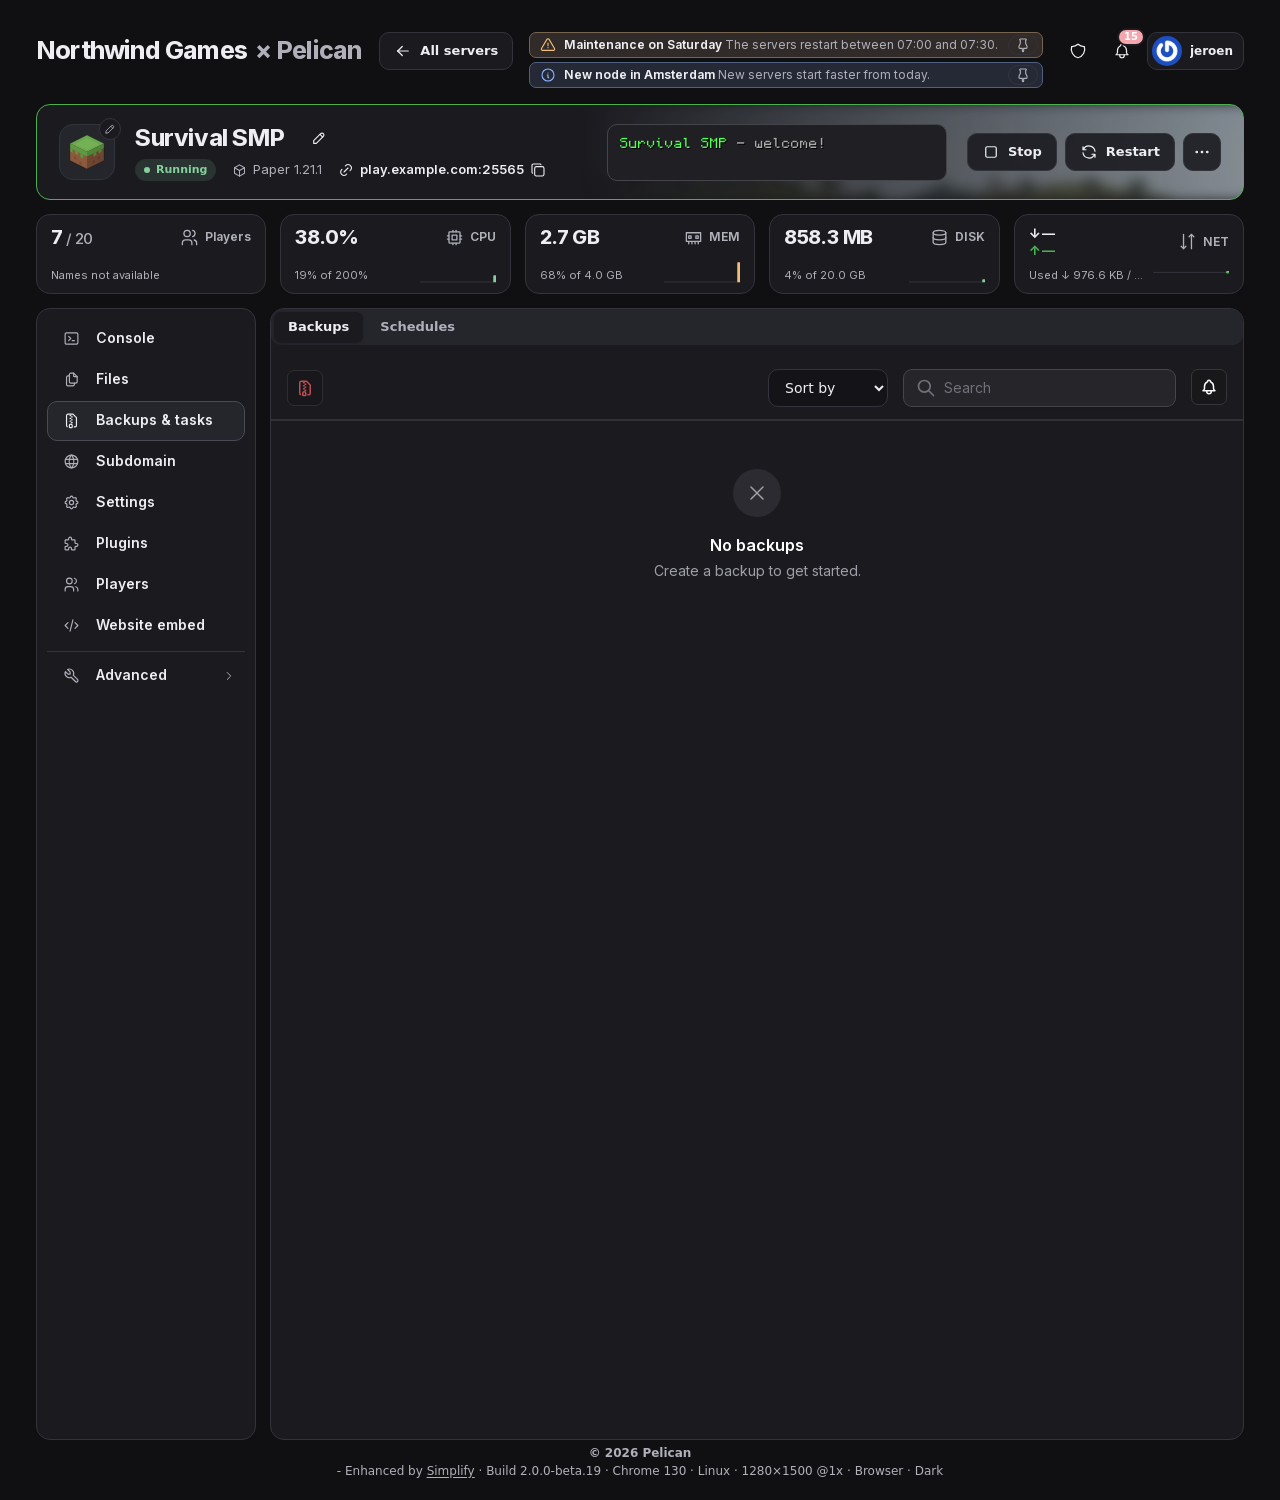 Northwind Games × Pelican
All servers
Maintenance on Saturday The servers restart between 07:00 and 07:30.
New node in Amsterdam New servers start faster from today.
15
jeroen
Survival SMP
Running
Paper 1.21.1
play.example.com:25565
Survival SMP - welcome!
Stop
Restart
7 / 20
Players
Names not available
38.0%
CPU
19% of 200%
2.7 GB
MEM
68% of 4.0 GB
858.3 MB
DISK
4% of 20.0 GB
↓—
↑—
NET
Used ↓ 976.6 KB / ...
Console
Files
Backups & tasks
Subdomain
Settings
Plugins
Players
Website embed
Advanced
Backups
Schedules
Sort by
Search
No backups
Create a backup to get started.
© 2026 Pelican
- Enhanced by Simplify · Build 2.0.0-beta.19 · Chrome 130 · Linux · 1280×1500 @1x · Browser · Dark